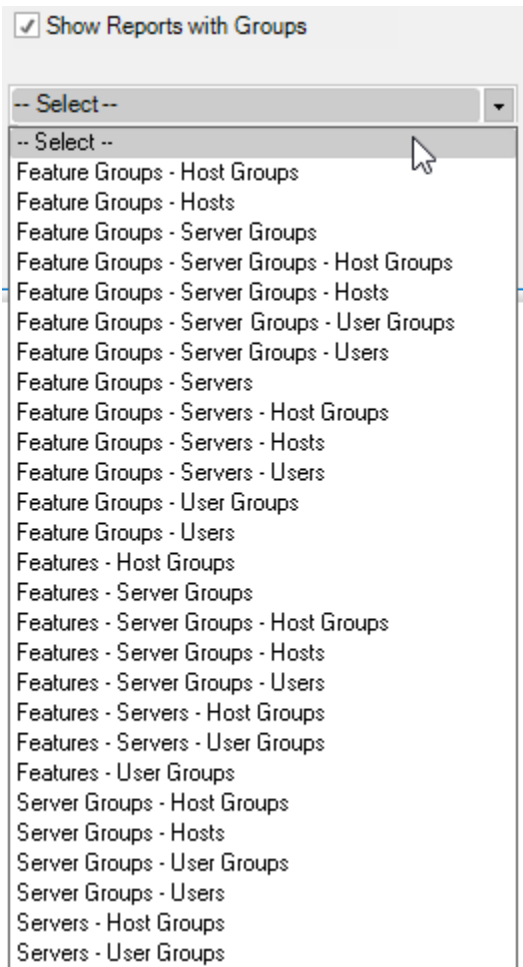 Show Reports with Groups
-- Select --
-- Select --
Feature Groups - Host Groups
Feature Groups - Hosts
Feature Groups - Server Groups
Feature Groups - Server Groups - Host Groups
Feature Groups - Server Groups - Hosts
Feature Groups - Server Groups - User Groups
Feature Groups - Server Groups - Users
Feature Groups - Servers
Feature Groups - Servers - Host Groups
Feature Groups - Servers - Hosts
Feature Groups - Servers - Users
Feature Groups - User Groups
Feature Groups - Users
Features - Host Groups
Features - Server Groups
Features - Server Groups - Host Groups
Features - Server Groups - Hosts
Features - Server Groups - Users
Features - Servers - Host Groups
Features - Servers - User Groups
Features - User Groups
Server Groups - Host Groups
Server Groups - Hosts
Server Groups - User Groups
Server Groups - Users
Servers - Host Groups
Servers - User Groups